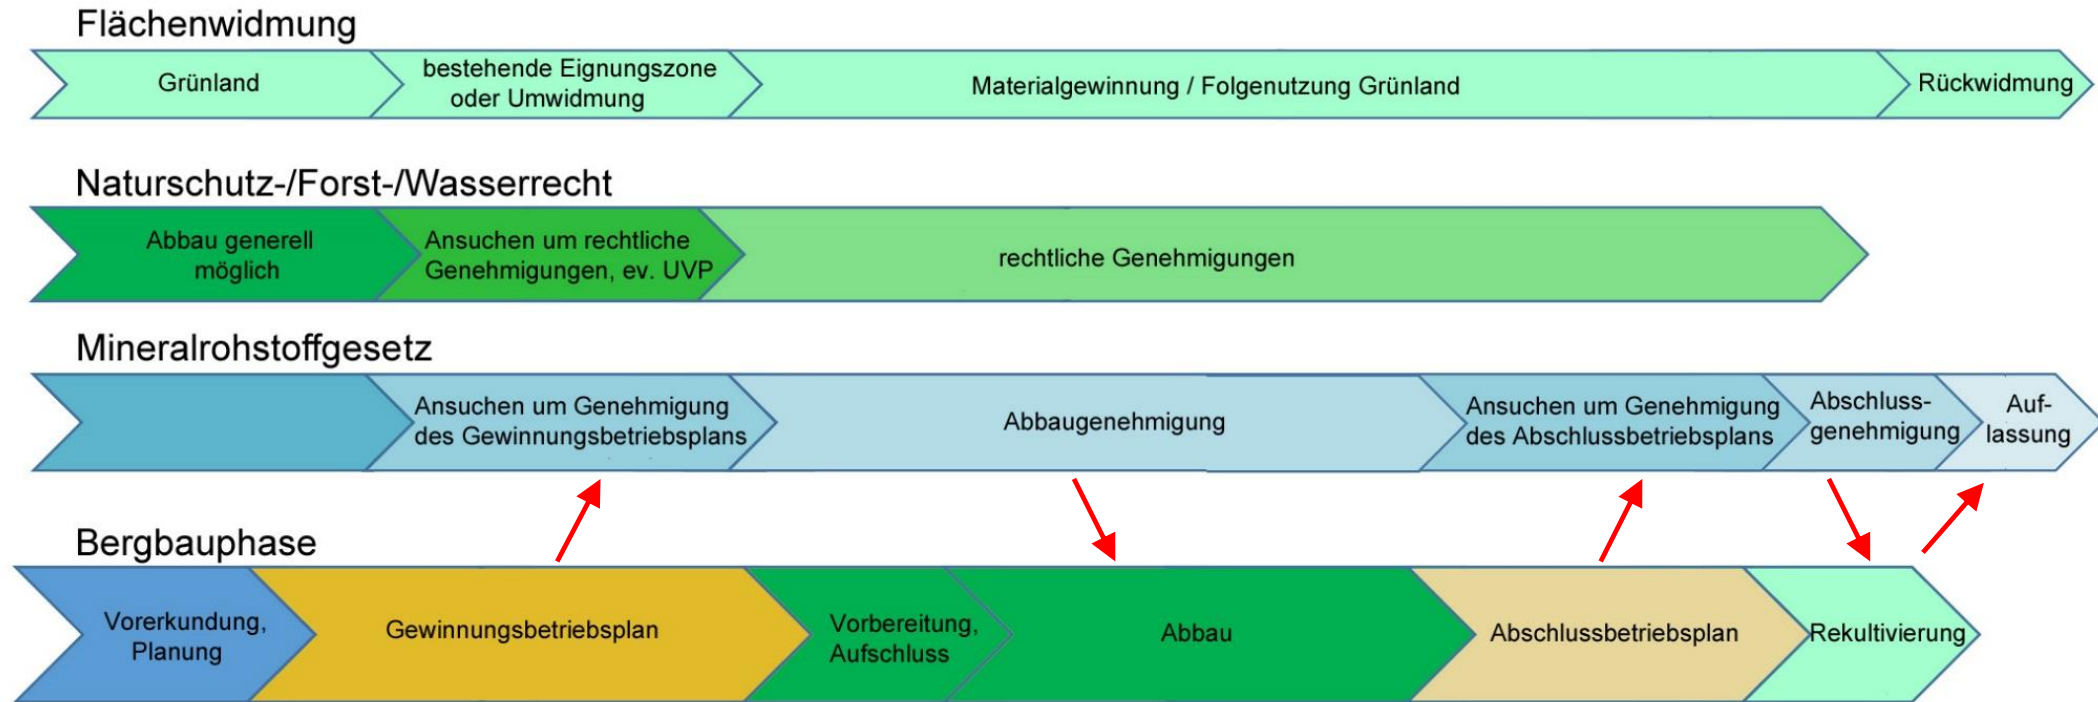 Flächenwidmung
Grünland
bestehende Eignungszone
oder Umwidmung
Materialgewinnung / Folgenutzung Grünland
Rückwidmung
Naturschutz-/Forst-/Wasserrecht
Abbau generell
möglich
Ansuchen um rechtliche
Genehmigungen, ev. UVP
rechtliche Genehmigungen
Mineralrohstoffgesetz
Ansuchen um Genehmigung
des Gewinnungsbetriebsplans
Abbaugenehmigung
Ansuchen um Genehmigung
des Abschlussbetriebsplans
Abschluss-
genehmigung
Auf-
lassung
Bergbauphase
Vorerkundung,
Planung
Gewinnungsbetriebsplan
Vorbereitung,
Aufschluss
Abbau
Abschlussbetriebsplan
Rekultivierung